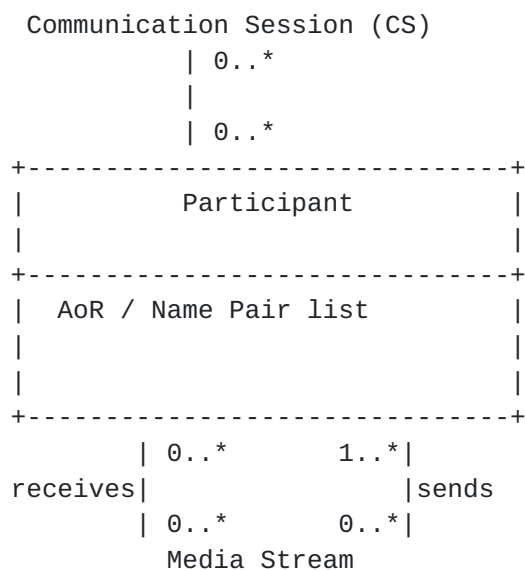 Communication Session (CS)
| 0..*
|
| 0..*
+-------------------------------+
| Participant |
| |
+-------------------------------+
| AoR / Name Pair list |
| |
| |
+-------------------------------+
| 0..* 1..*|
receives| |sends
| 0..* 0..*|
Media Stream